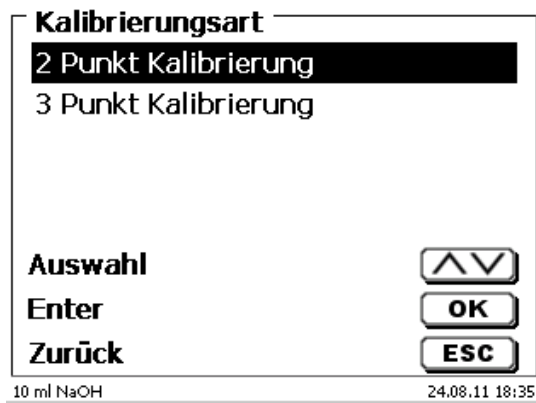 Kalibrierungsart
2 Punkt Kalibrierung
3 Punkt Kalibrierung
Auswahl
Enter OK
Zurück ESC
10 ml NaOH 24.08.11 18:35